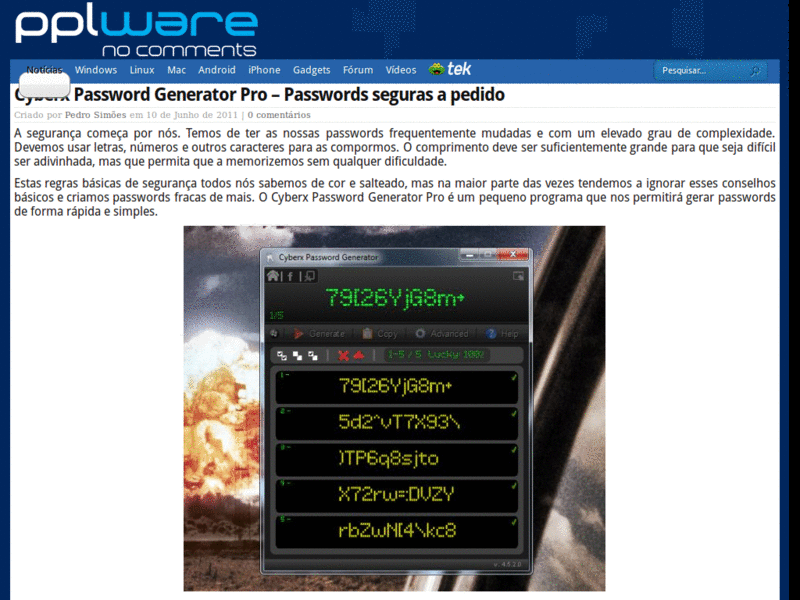 pplware
no comments
Notícias Windows Linux Mac Android iPhone Gadgets Fórum Vídeos tek Pesquisar...
Cyberx Password Generator Pro – Passwords seguras a pedido
Criado por Pedro Simões em 10 de Junho de 2011 | 0 comentários
A segurança começa por nós. Temos de ter as nossas passwords frequentemente mudadas e com um elevado grau de complexidade.
Devemos usar letras, números e outros caracteres para as compormos. O comprimento deve ser suficientemente grande para que seja difícil
ser adivinhada, mas que permita que a memorizemos sem qualquer dificuldade.
Estas regras básicas de segurança todos nós sabemos de cor e salteado, mas na maior parte das vezes tendemos a ignorar esses conselhos
básicos e criamos passwords fracas de mais. O Cyberx Password Generator Pro é um pequeno programa que nos permitirá gerar passwords
de forma rápida e simples.
Cyberx Password Generator
79[26YjG8m+
1/5
Generate Copy Advanced Help
1-5 / 5 Lucky: 100%
1- 79[26YjG8m+
2- 5d2^vT7X93\
3- )TP6q8sjto
4- X72rw=:DVZY
5- rbZwN[4\kc8
v. 4.5.2.0